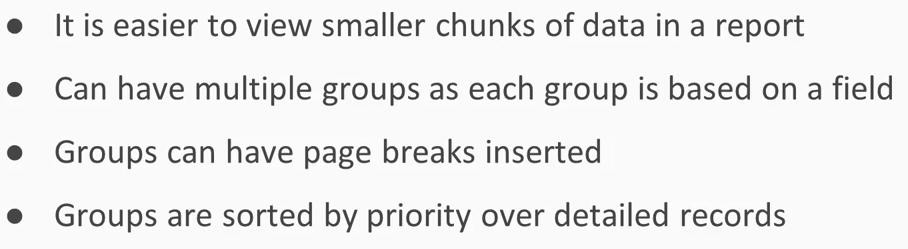 ● It is easier to view smaller chunks of data in a report
● Can have multiple groups as each group is based on a field
● Groups can have page breaks inserted
● Groups are sorted by priority over detailed records